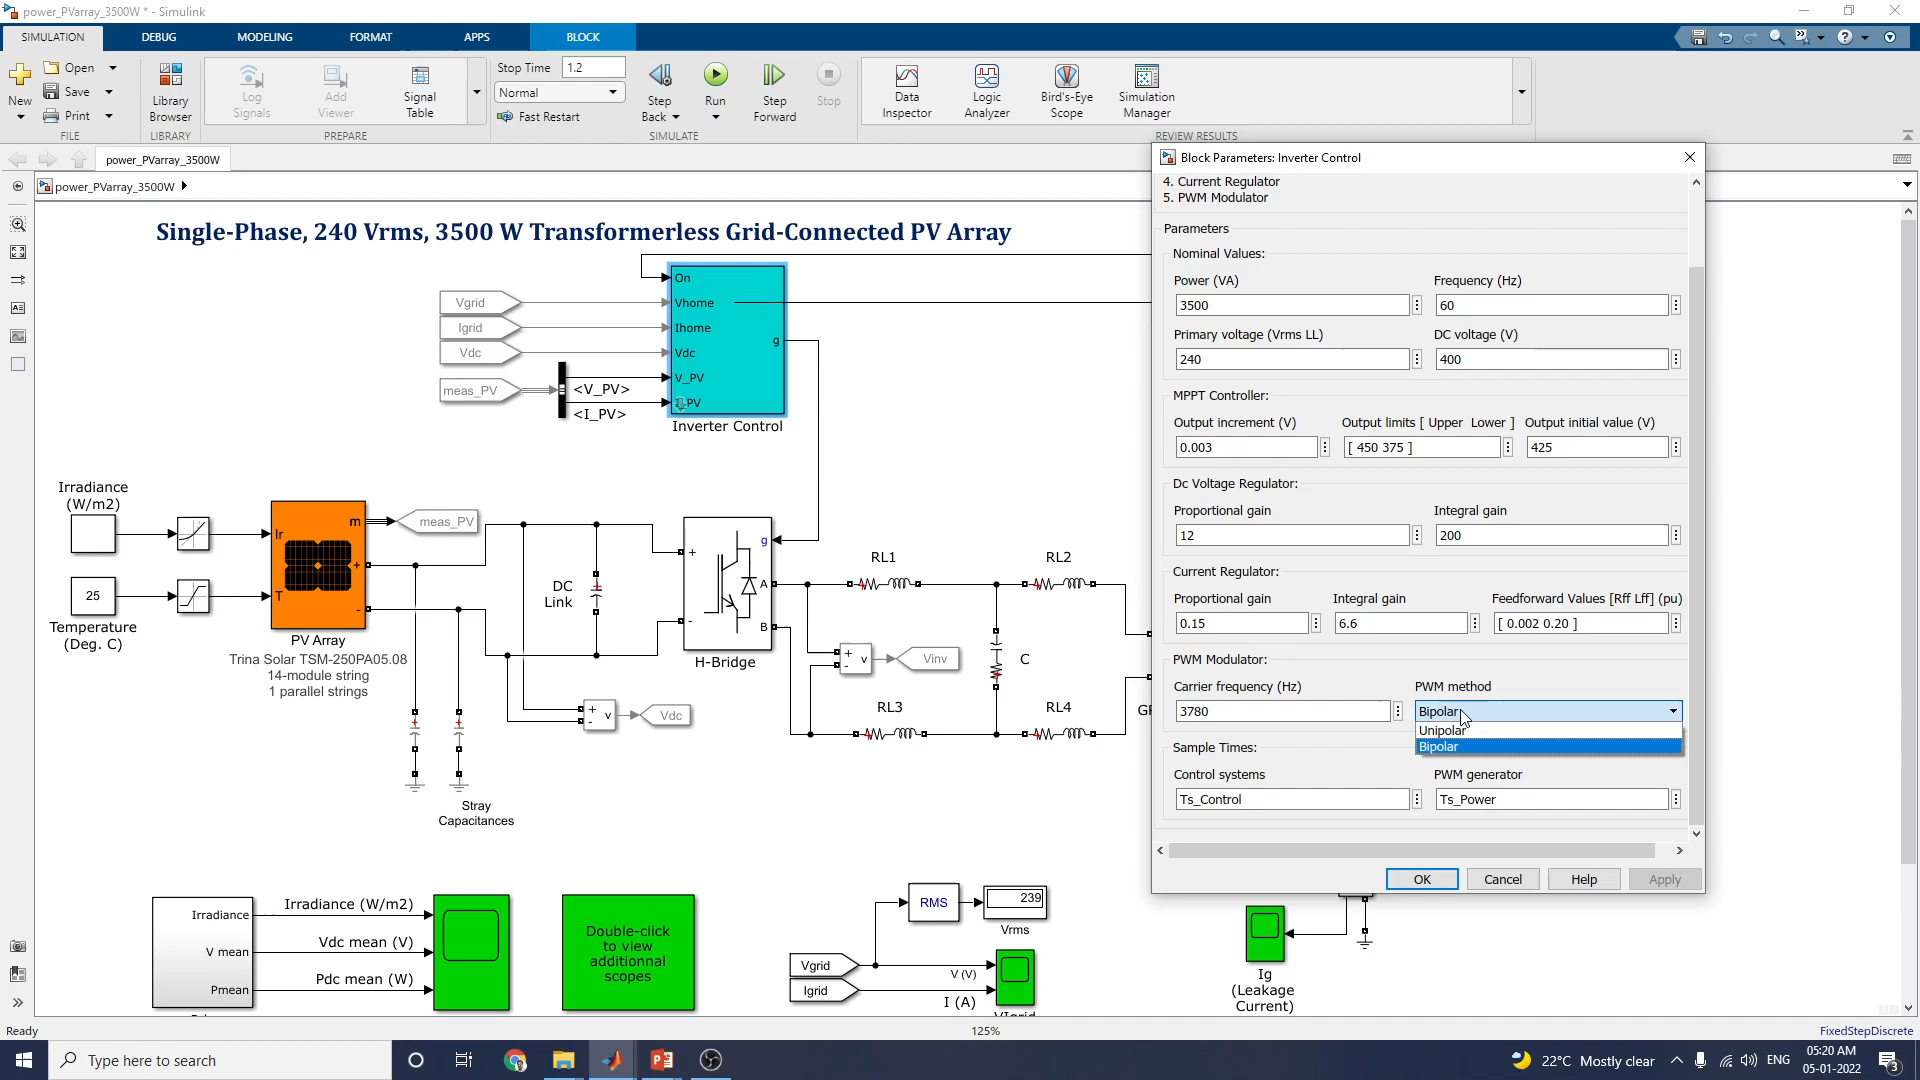 power_PVarray_3500W * - Simulink
SIMULATION
DEBUG
MODELING
FORMAT
APPS
BLOCK
New
Open
Save
Print
FILE
Library
Browser
LIBRARY
Log
Signals
Add
Viewer
Signal
Table
PREPARE
Stop Time 1.2
Normal
Fast Restart
Step
Back
Run
Step
Forward
Stop
SIMULATE
Data
Inspector
Logic
Analyzer
Bird's-Eye
Scope
Simulation
Manager
REVIEW RESULTS
power_PVarray_3500W
power_PVarray_3500W
Single-Phase, 240 Vrms, 3500 W Transformerless Grid-Connected PV Array
Vgrid
Igrid
Vdc
meas_PV
<V_PV>
<I_PV>
On
Vhome
Ihome
Vdc
V_PV
I_PV
g
Inverter Control
Irradiance
(W/m2)
25
Temperature
(Deg. C)
Ir
T
m
+
-
PV Array
Trina Solar TSM-250PA05.08
14-module string
1 parallel strings
meas_PV
DC
Link
+
-
g
A
B
H-Bridge
RL1
RL2
RL3
RL4
C
+
-
v
Vinv
+
-
v
Vdc
Stray
Capacitances
Irradiance
V mean
Pmean
Irradiance (W/m2)
Vdc mean (V)
Pdc mean (W)
Double-click
to view
additionnal
scopes
RMS
239
Vrms
Vgrid
Igrid
V (V)
I (A)
VIgrid
Ig
(Leakage
Current)
Block Parameters: Inverter Control
4. Current Regulator
5. PWM Modulator
Parameters
Nominal Values:
Power (VA)
Frequency (Hz)
3500
60
Primary voltage (Vrms LL)
DC voltage (V)
240
400
MPPT Controller:
Output increment (V)
Output limits [ Upper Lower ]
Output initial value (V)
0.003
[ 450 375 ]
425
Dc Voltage Regulator:
Proportional gain
Integral gain
12
200
Current Regulator:
Proportional gain
Integral gain
Feedforward Values [Rff Lff] (pu)
0.15
6.6
[ 0.002 0.20 ]
PWM Modulator:
Carrier frequency (Hz)
PWM method
3780
Bipolar
Unipolar
Bipolar
Sample Times:
Control systems
PWM generator
Ts_Control
Ts_Power
OK
Cancel
Help
Apply
Ready
125%
FixedStepDiscrete
Type here to search
22°C Mostly clear
ENG
05:20 AM
05-01-2022
3